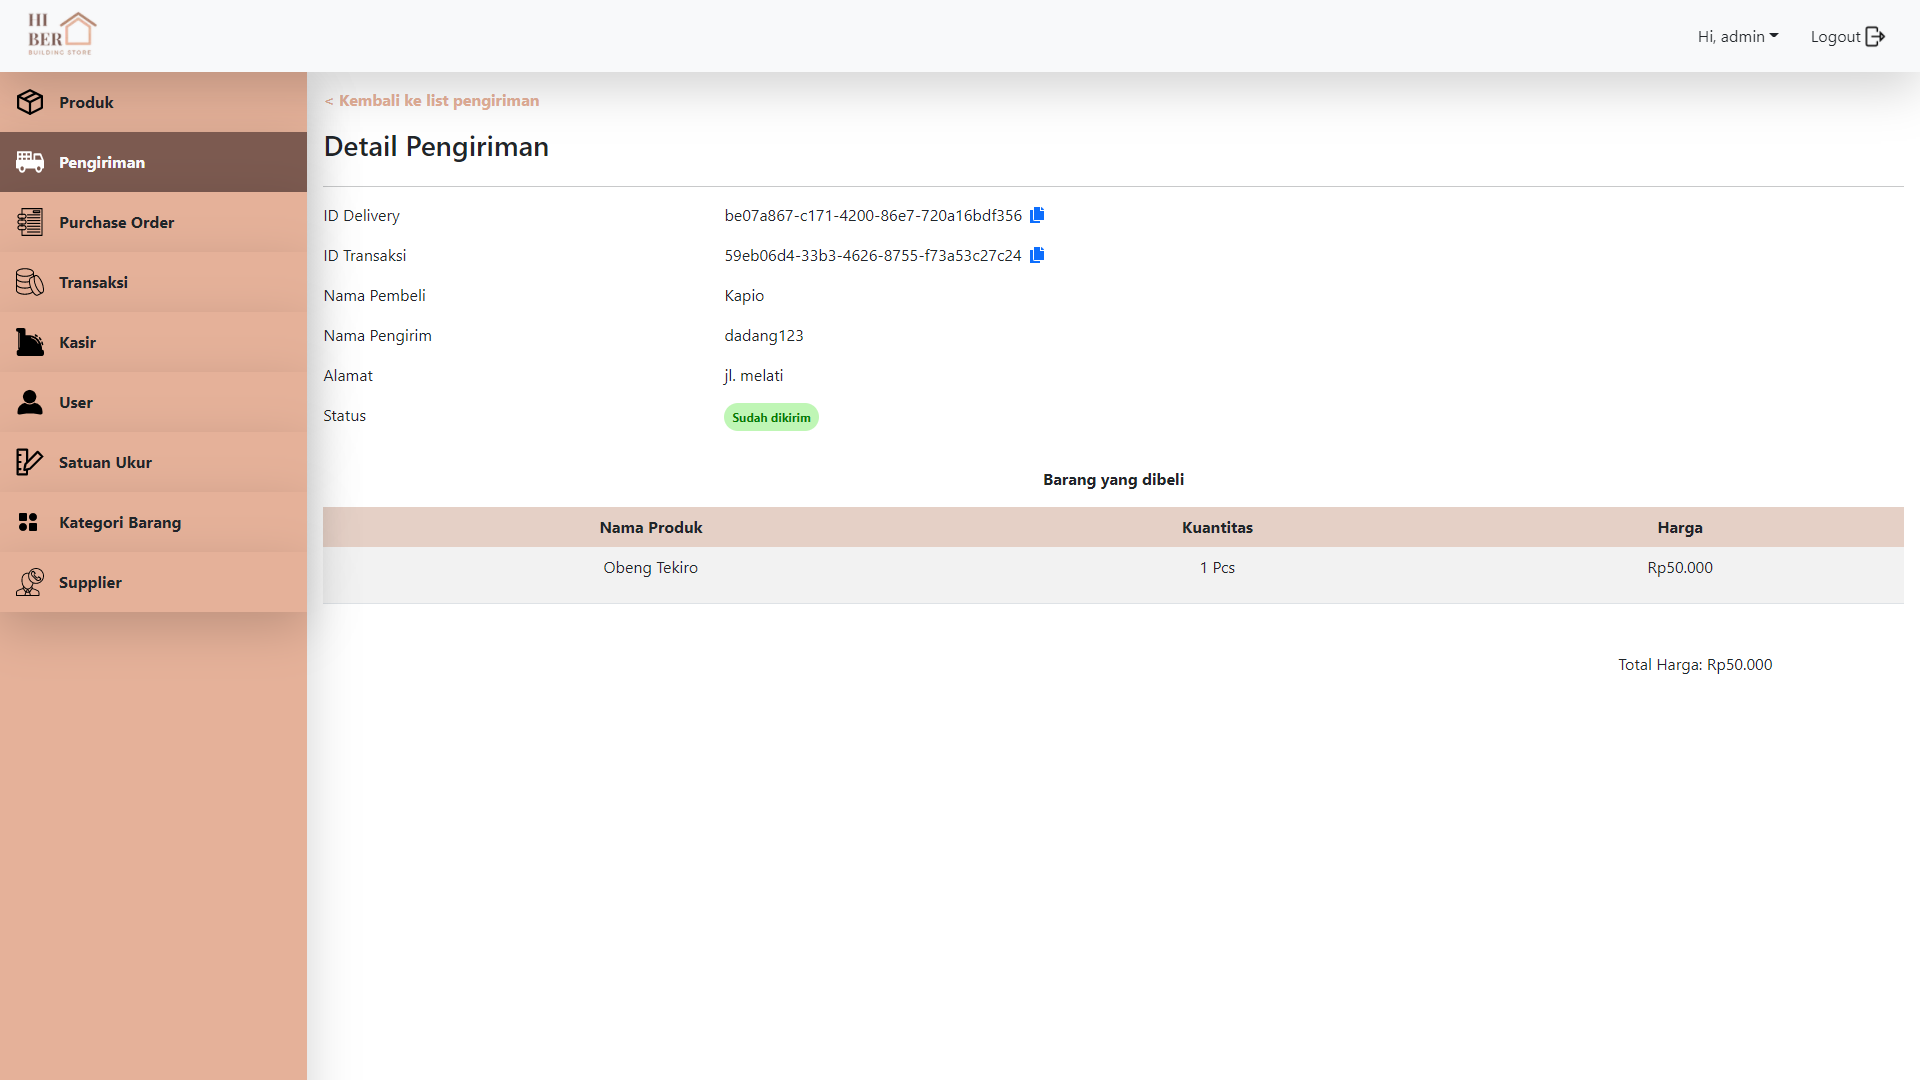 HI
BER
BUILDING STORE
Hi, admin
Logout
Produk
Pengiriman
Purchase Order
Transaksi
Kasir
User
Satuan Ukur
Kategori Barang
Supplier
< Kembali ke list pengiriman
Detail Pengiriman
ID Delivery be07a867-c171-4200-86e7-720a16bdf356
ID Transaksi 59eb06d4-33b3-4626-8755-f73a53c27c24
Nama Pembeli Kapio
Nama Pengirim dadang123
Alamat jl. melati
Status Sudah dikirim
Barang yang dibeli
Nama Produk Kuantitas Harga
Obeng Tekiro 1 Pcs Rp50.000
Total Harga: Rp50.000